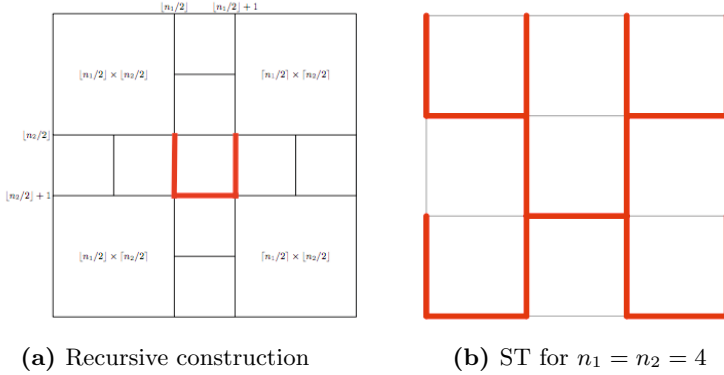 ⌊n₁/2⌋ ⌊n₁/2⌋ + 1
⌊n₁/2⌋ × ⌊n₂/2⌋ ⌈n₁/2⌉ × ⌈n₂/2⌉
⌊n₂/2⌋
⌊n₂/2⌋ + 1
⌊n₁/2⌋ × ⌈n₂/2⌉ ⌈n₁/2⌉ × ⌊n₂/2⌋
(a) Recursive construction
(b) ST for n₁ = n₂ = 4